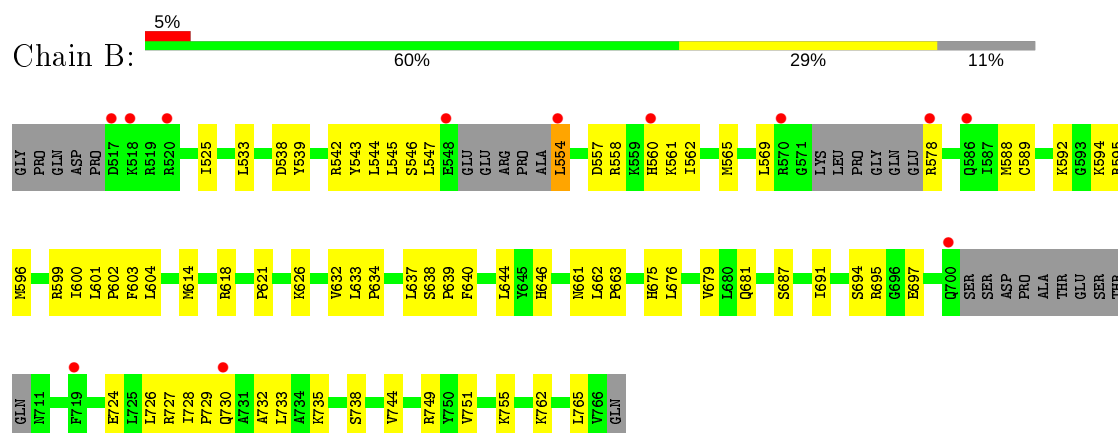 5%
Chain B:
60% 29% 11%
GLY PRO GLN ASP PRO D517 K518 R519 R520 I525 L533 D538 Y539 R542 Y543 L544 L545 S546 L547 E548 GLU GLU ARG PRO ALA L554 D557 R558 K559 H560 K561 I562 M565 L569 R570 G571 LYS LEU PRO GLY GLN GLU R578 Q586 I587 M588 C589 K592 G593 K594 R595
M596 R599 I600 L601 P602 F603 L604 M614 R618 P621 K626 V632 L633 P634 L637 S638 P639 F640 L644 Y645 H646 N661 L662 P663 H675 L676 V679 L680 Q681 S687 I691 S694 R695 G696 E697 Q700 SER SER ASP PRO ALA THR GLU SER THR
GLN N711 F719 E724 L725 L726 R727 I728 P729 Q730 A731 A732 L733 A734 K735 S738 V744 R749 Y750 V751 K755 K762 L765 V766 GLN